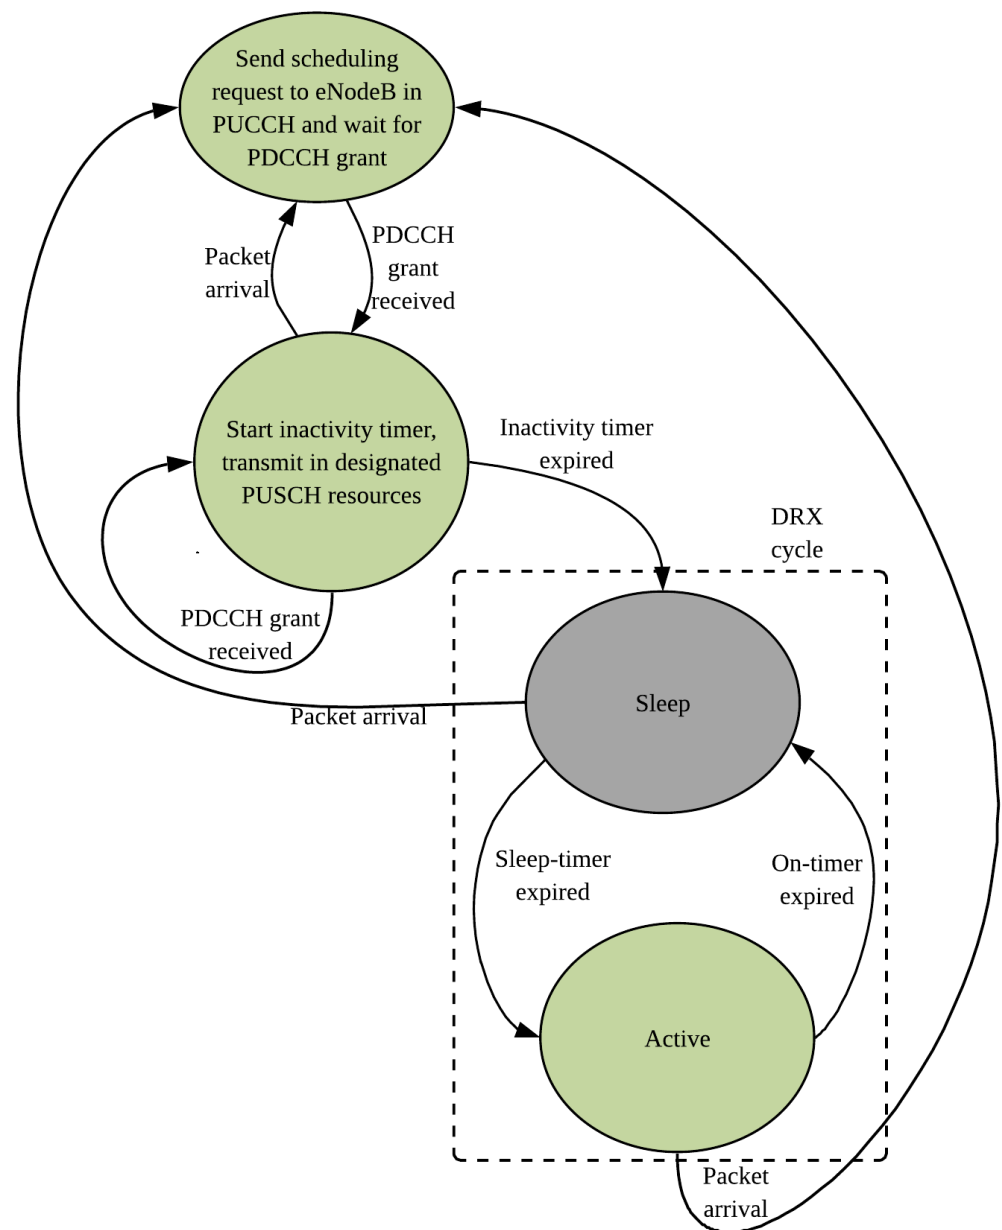 Send scheduling
request to eNodeB in
PUCCH and wait for
PDCCH grant
Packet
arrival
PDCCH
grant
received
Start inactivity timer,
transmit in designated
PUSCH resources
Inactivity timer
expired
DRX
cycle
PDCCH grant
received
Packet arrival
Sleep
Sleep-timer
expired
On-timer
expired
Active
Packet
arrival